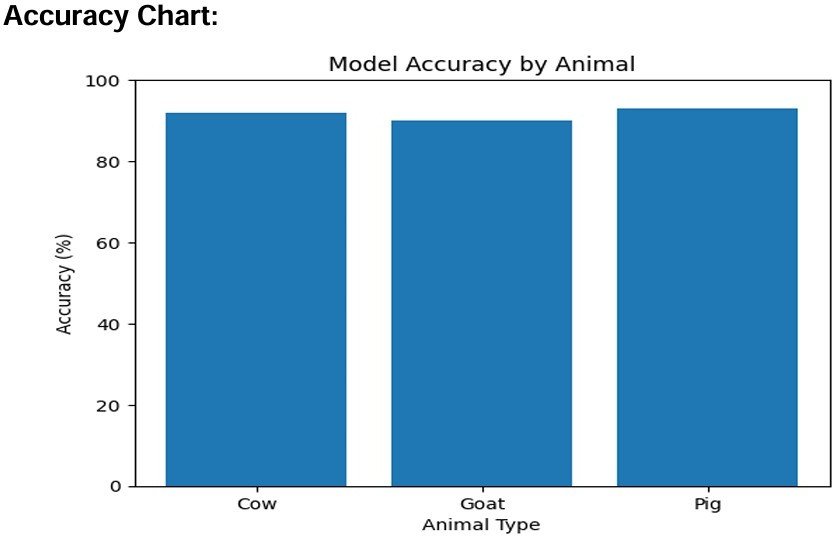 Accuracy Chart:
Model Accuracy by Animal
100
80
60
40
20
0
Accuracy (%)
Cow Goat Pig
Animal Type